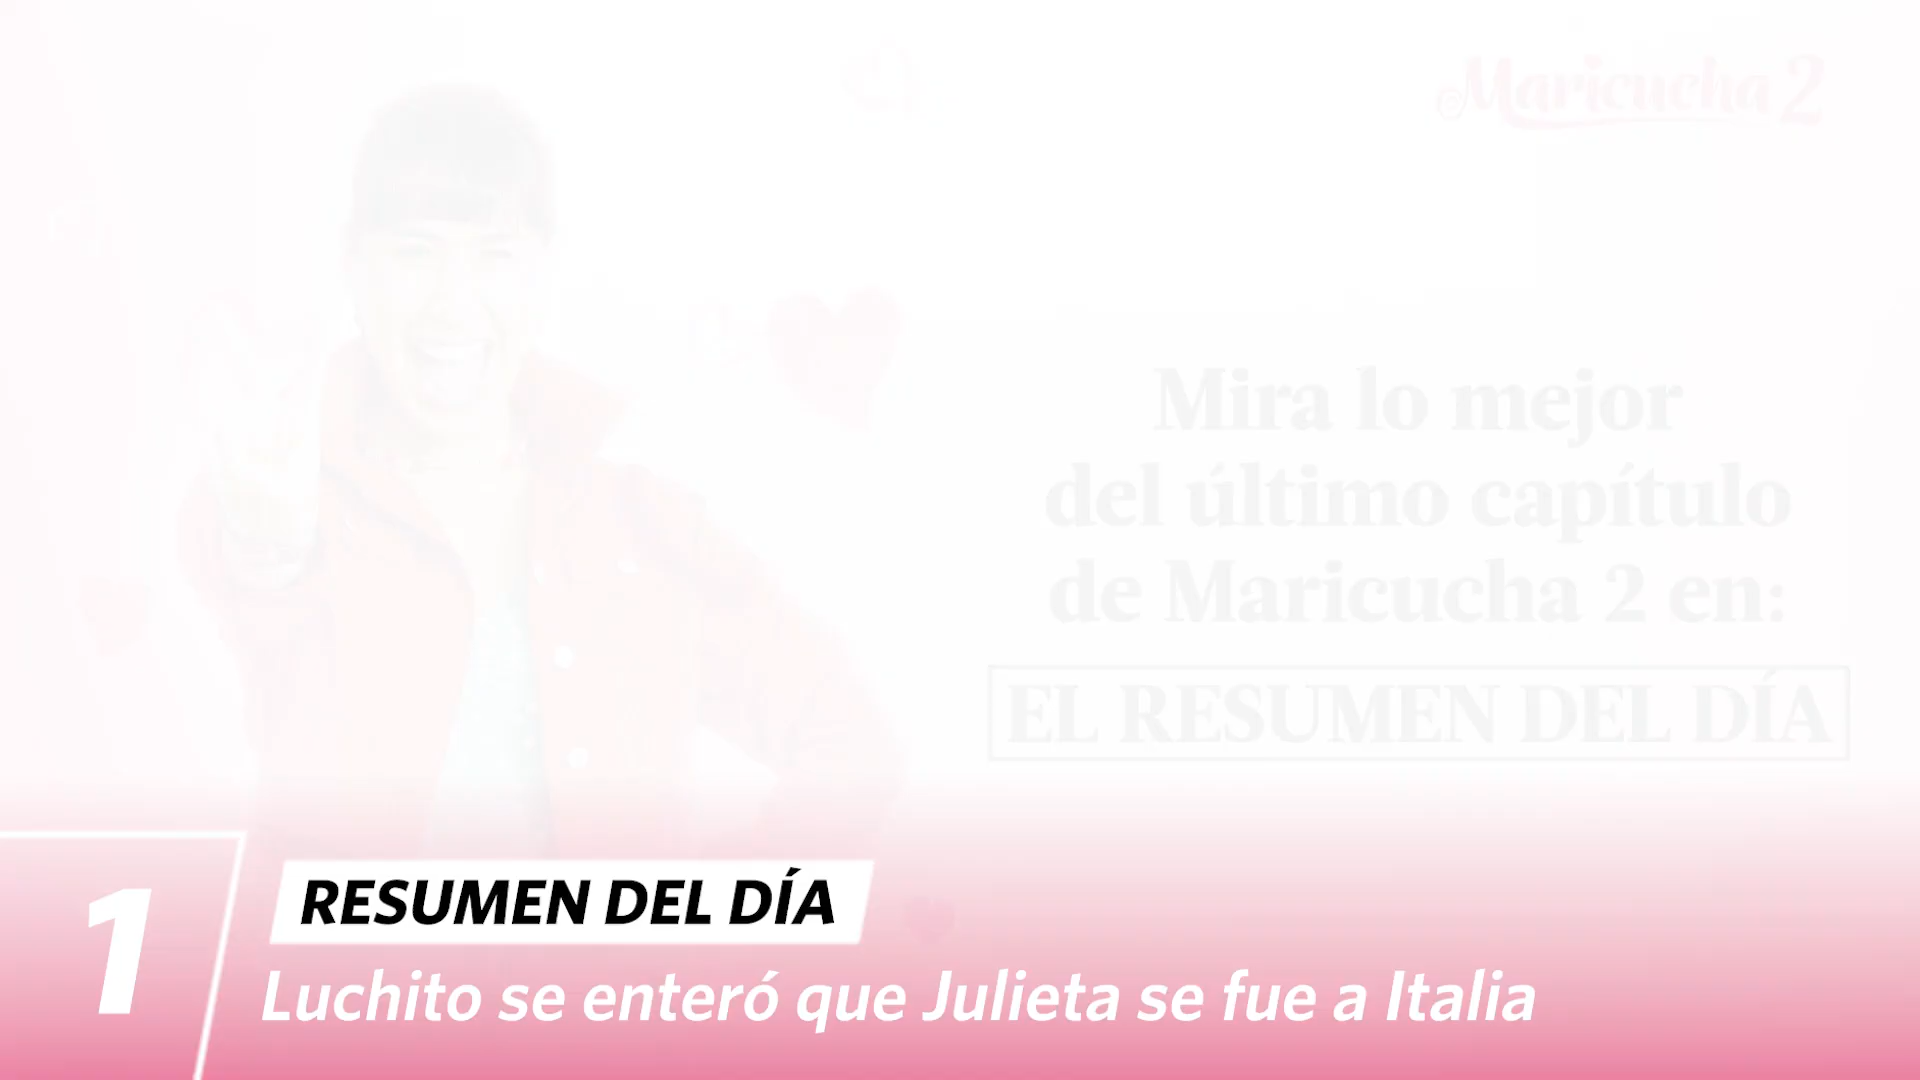 Maricucha 2
Mira lo mejor
del último capítulo
de Maricucha 2 en:
EL RESUMEN DEL DÍA
1
RESUMEN DEL DÍA
Luchito se enteró que Julieta se fue a Italia